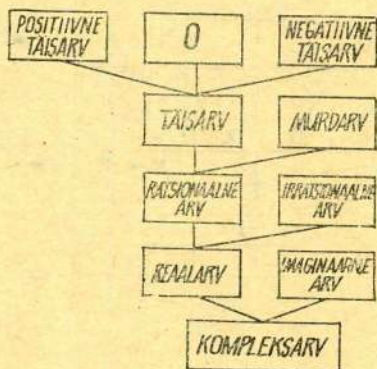 POSITIIVNE
TÄISARV
0
NEGATIIVNE
TÄISARV
TÄISARV
MURDARV
RATSIONAALNE
ARV
IRRATSIONAALNE
ARV
REAALARV
IMAGINAARNE
ARV
KOMPLEKSARV